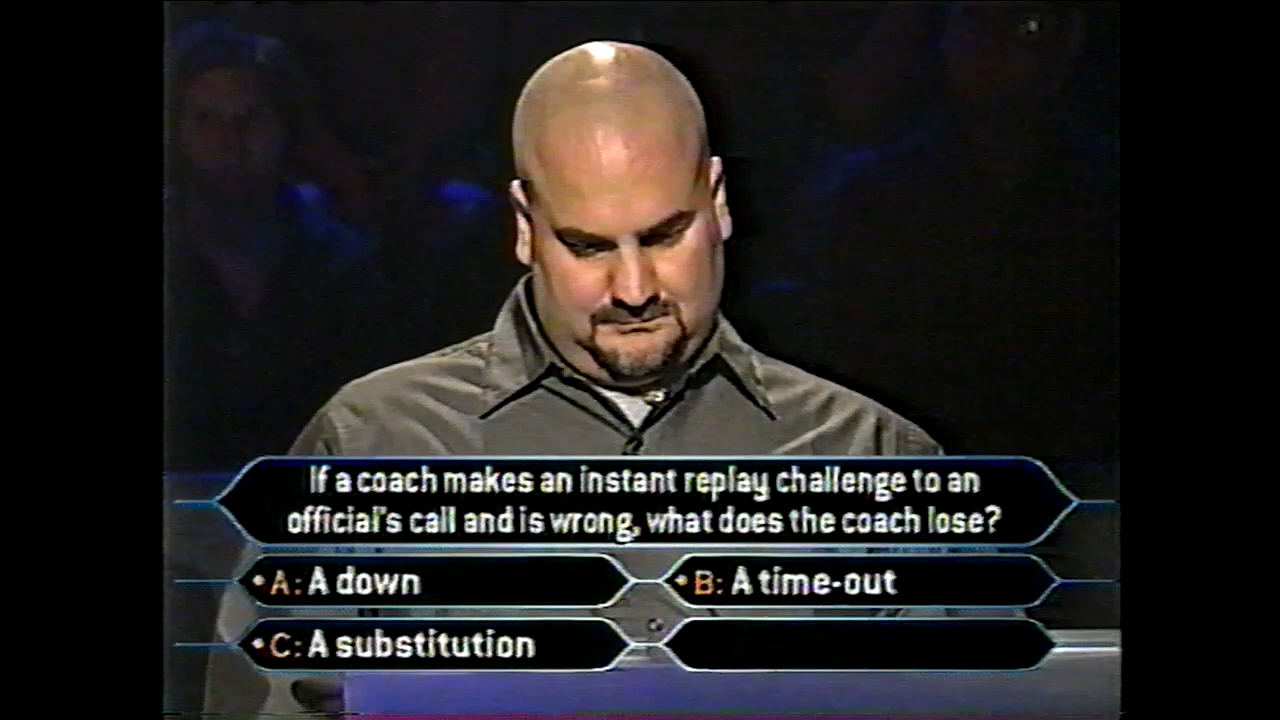 If a coach makes an instant replay challenge to an
official's call and is wrong, what does the coach lose?
• A: A down
• B: A time-out
• C: A substitution